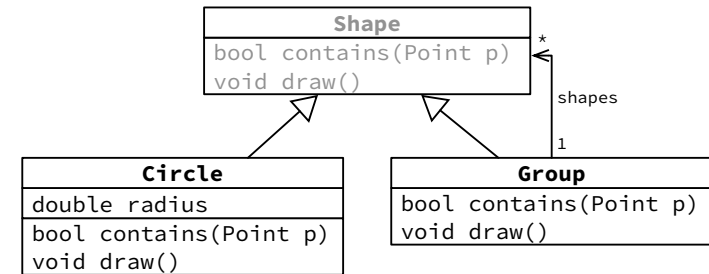 Shape
bool contains(Point p)
void draw()
*
shapes
1
Circle
double radius
bool contains(Point p)
void draw()
Group
bool contains(Point p)
void draw()